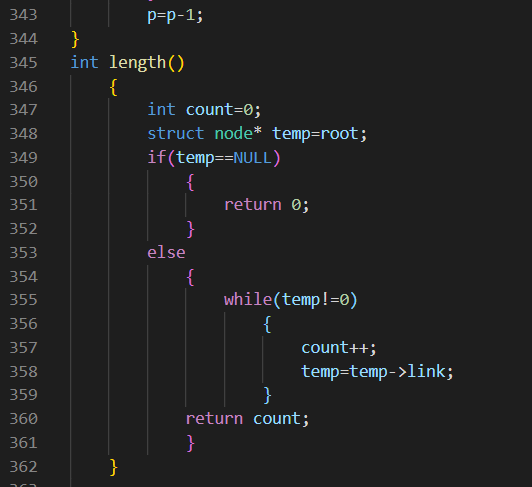 343 p=p-1;
344 }
345 int length()
346 {
347 int count=0;
348 struct node* temp=root;
349 if(temp==NULL)
350 {
351 return 0;
352 }
353 else
354 {
355 while(temp!=0)
356 {
357 count++;
358 temp=temp->link;
359 }
360 return count;
361 }
362 }